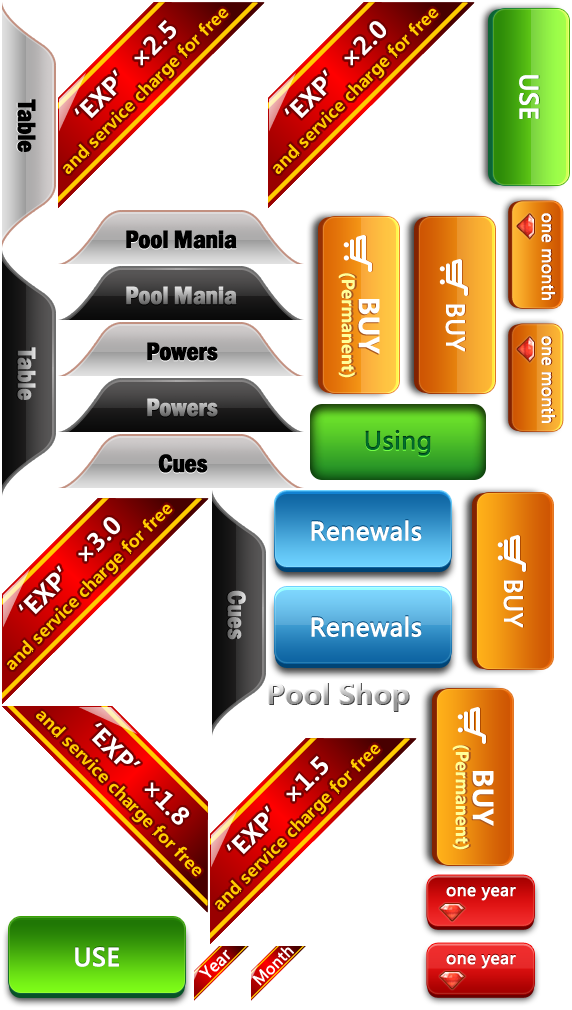 Table
'EXP' ×2.5
and service charge for free
'EXP' ×2.0
and service charge for free
USE
Pool Mania
Pool Mania
Powers
Powers
Cues
Table
BUY
(Permanent)
BUY
one month
one month
Using
'EXP' ×3.0
and service charge for free
Cues
Renewals
Renewals
BUY
Pool Shop
'EXP' ×1.8
and service charge for free
'EXP' ×1.5
and service charge for free
BUY
(Permanent)
one year
one year
USE
Year
Month